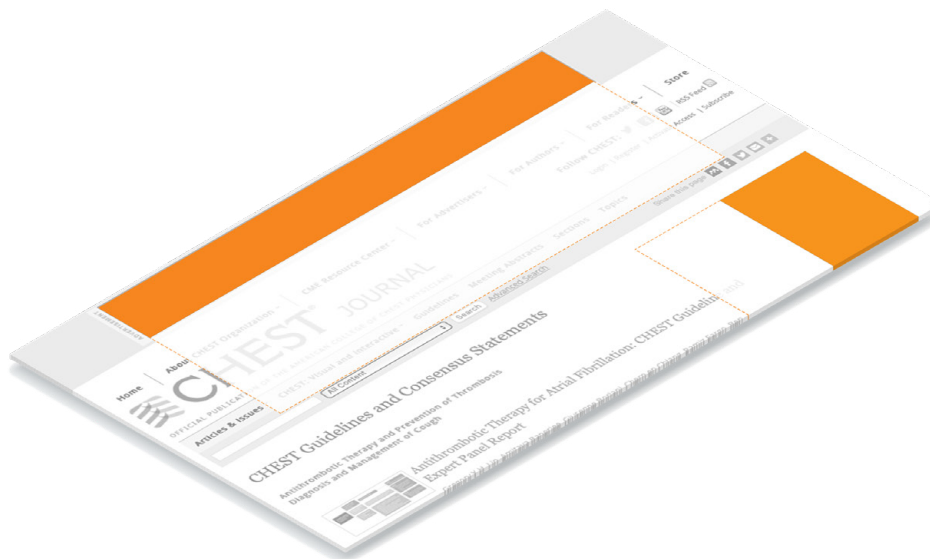 ADVERTISEMENT
Home | About CHEST Organization - | CME Resource Center - | For Advertisers - | For Authors - | For Readers - | Store
CHEST JOURNAL
Follow CHEST:
RSS Feed
Login | Register | Access | Subscribe
OFFICIAL PUBLICATION OF THE AMERICAN COLLEGE OF CHEST PHYSICIANS
Articles & Issues CHEST: Visual and Interactive - Guidelines Meeting Abstracts Sections Topics Share this page
All Content Search Advanced Search
CHEST Guidelines and Consensus Statements
Antithrombotic Therapy and Prevention of Thrombosis
Diagnosis and Management of Cough
Antithrombotic Therapy for Atrial Fibrillation: CHEST Guideline and
Expert Panel Report